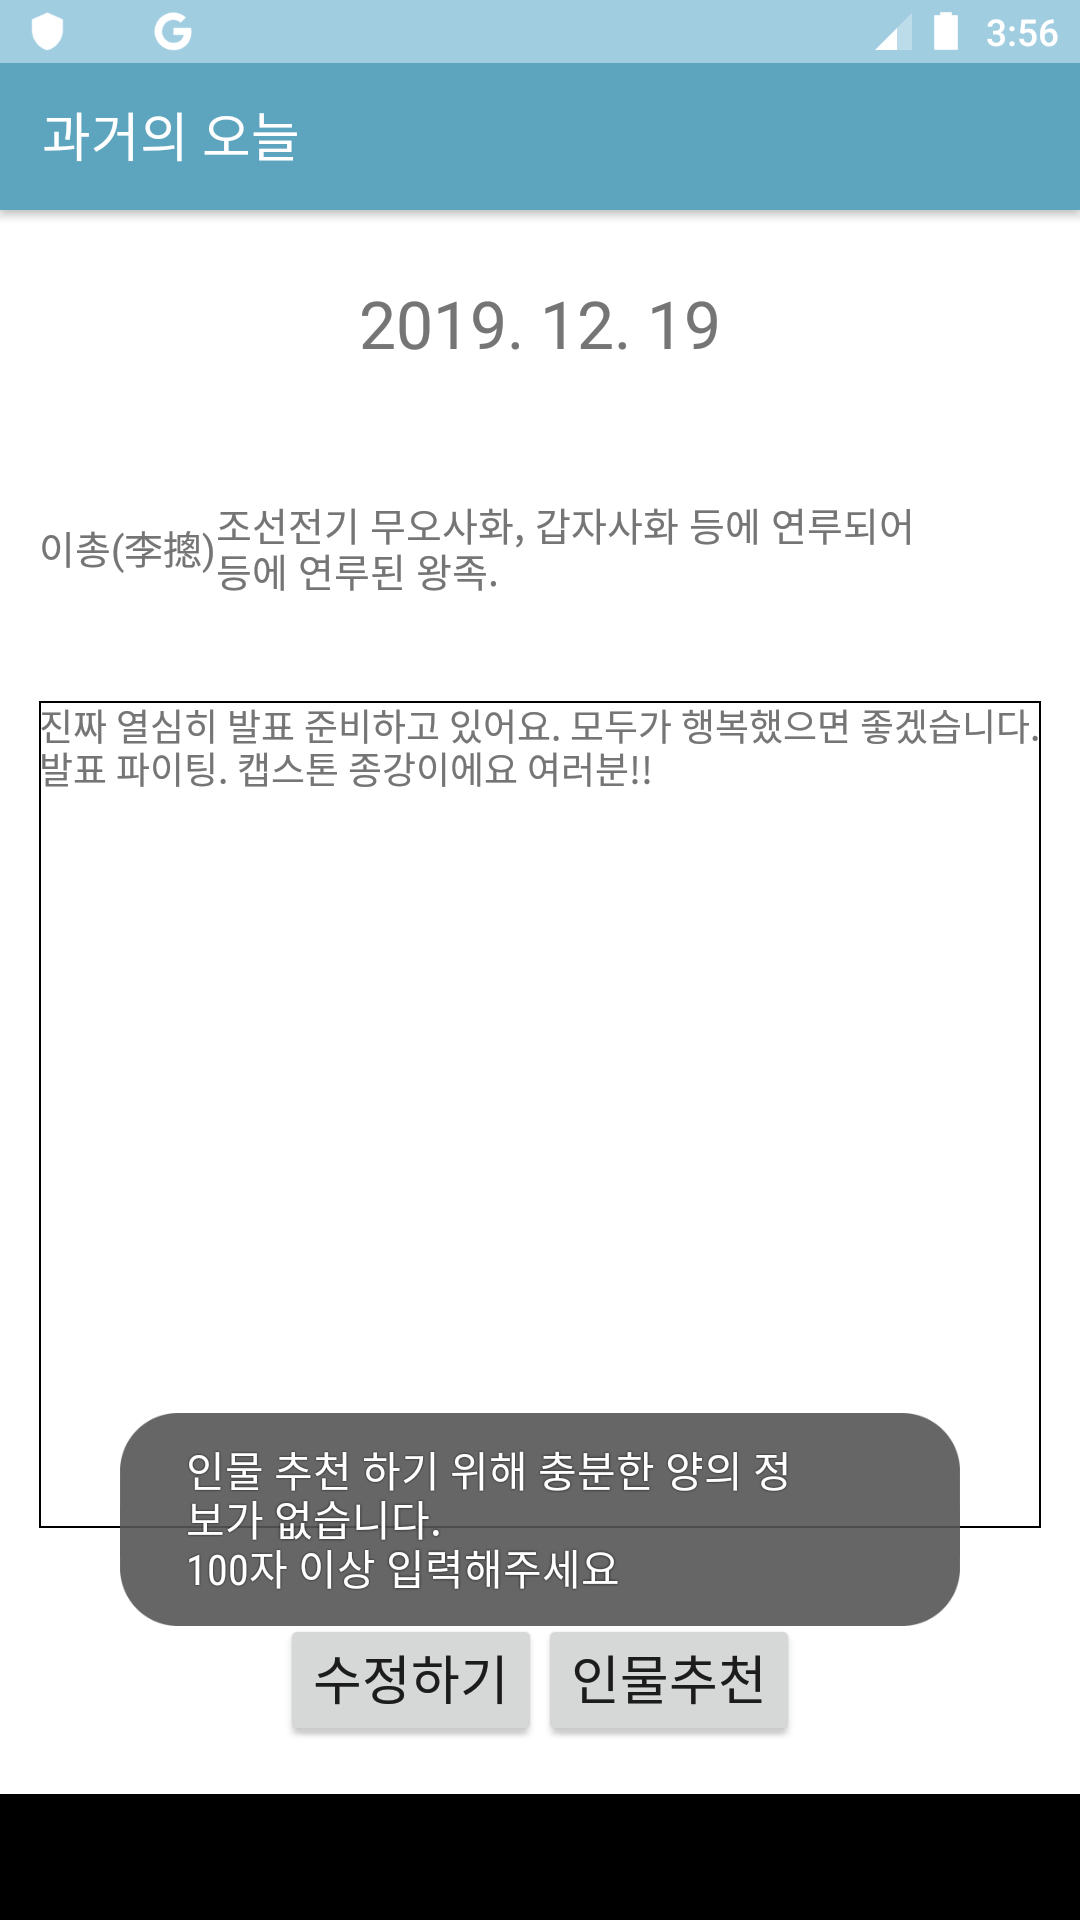 3:56
과거의 오늘
2019. 12. 19
이총(李摠)
조선전기 무오사화, 갑자사화 등에 연루되어
등에 연루된 왕족.
진짜 열심히 발표 준비하고 있어요. 모두가 행복했으면 좋겠습니다.
발표 파이팅. 캡스톤 종강이에요 여러분!!
인물 추천 하기 위해 충분한 양의 정
보가 없습니다.
100자 이상 입력해주세요
수정하기
인물추천